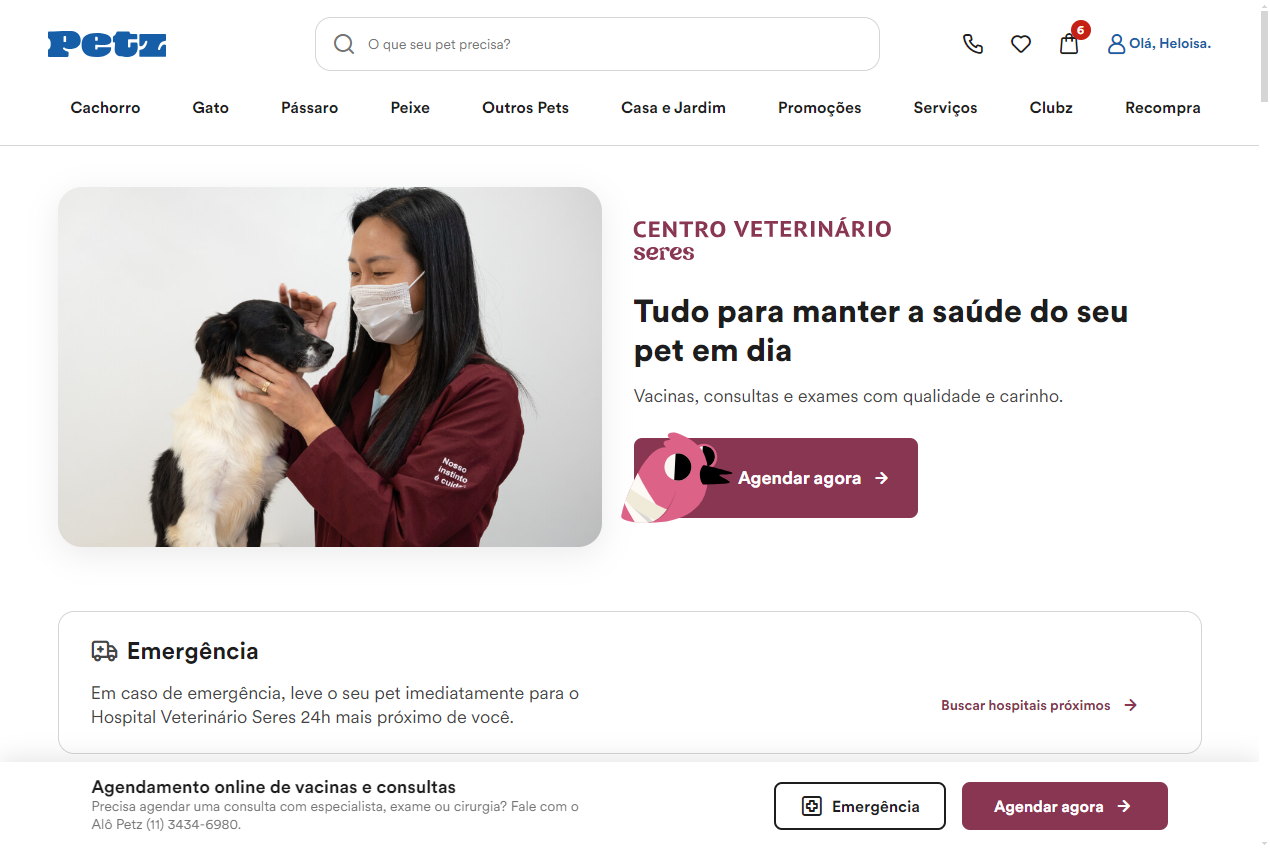 Petz
O que seu pet precisa?
6
Olá, Heloisa.
Cachorro
Gato
Pássaro
Peixe
Outros Pets
Casa e Jardim
Promoções
Serviços
Clubz
Recompra
Nosso
instinto
é cuidar
CENTRO VETERINÁRIO
seres
Tudo para manter a saúde do seu
pet em dia
Vacinas, consultas e exames com qualidade e carinho.
Agendar agora
Emergência
Em caso de emergência, leve o seu pet imediatamente para o
Hospital Veterinário Seres 24h mais próximo de você.
Buscar hospitais próximos
Agendamento online de vacinas e consultas
Precisa agendar uma consulta com especialista, exame ou cirurgia? Fale com o
Alô Petz (11) 3434-6980.
Emergência
Agendar agora